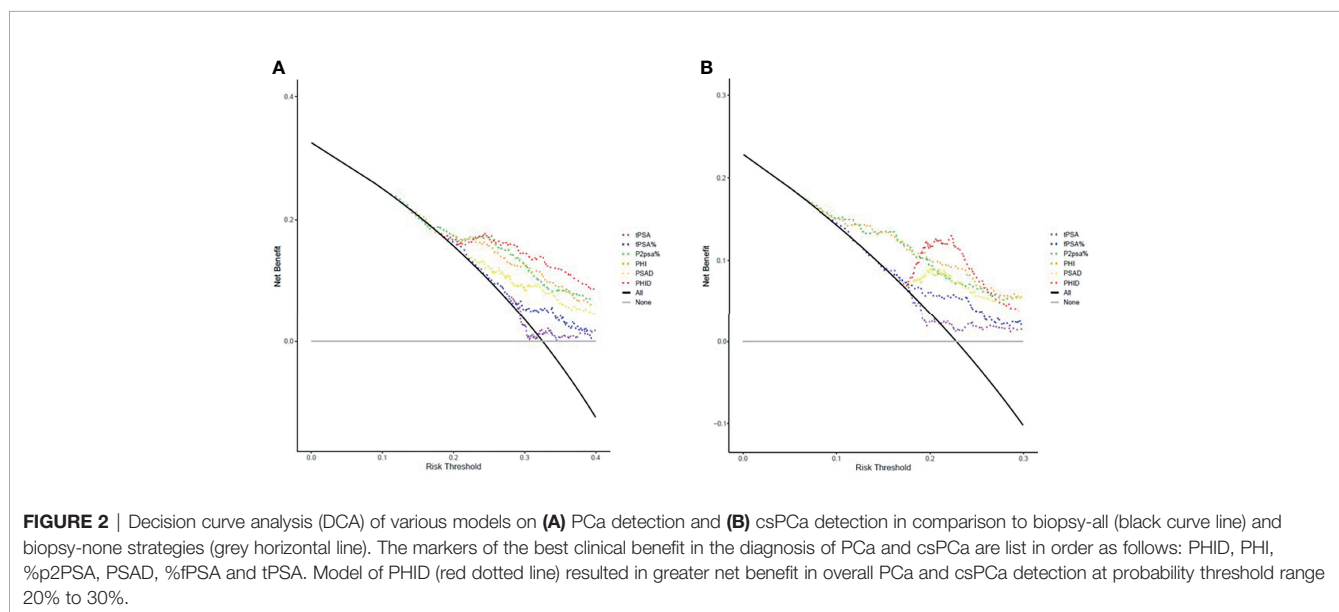 A
B
0.4
0.2
0.0
Net Benefit
0.0
0.1
0.2
0.3
0.4
Risk Threshold
tPSA
fPSA%
P2psa%
PHI
PSAD
PHID
All
None
0.3
0.2
0.1
0.0
-0.1
Net Benefit
0.0
0.1
0.2
0.3
Risk Threshold
tPSA
fPSA%
P2psa%
PHI
PSAD
PHID
All
None
FIGURE 2 | Decision curve analysis (DCA) of various models on (A) PCa detection and (B) csPCa detection in comparison to biopsy-all (black curve line) and
biopsy-none strategies (grey horizontal line). The markers of the best clinical benefit in the diagnosis of PCa and csPCa are list in order as follows: PHID, PHI,
%p2PSA, PSAD, %fPSA and tPSA. Model of PHID (red dotted line) resulted in greater net benefit in overall PCa and csPCa detection at probability threshold range
20% to 30%.